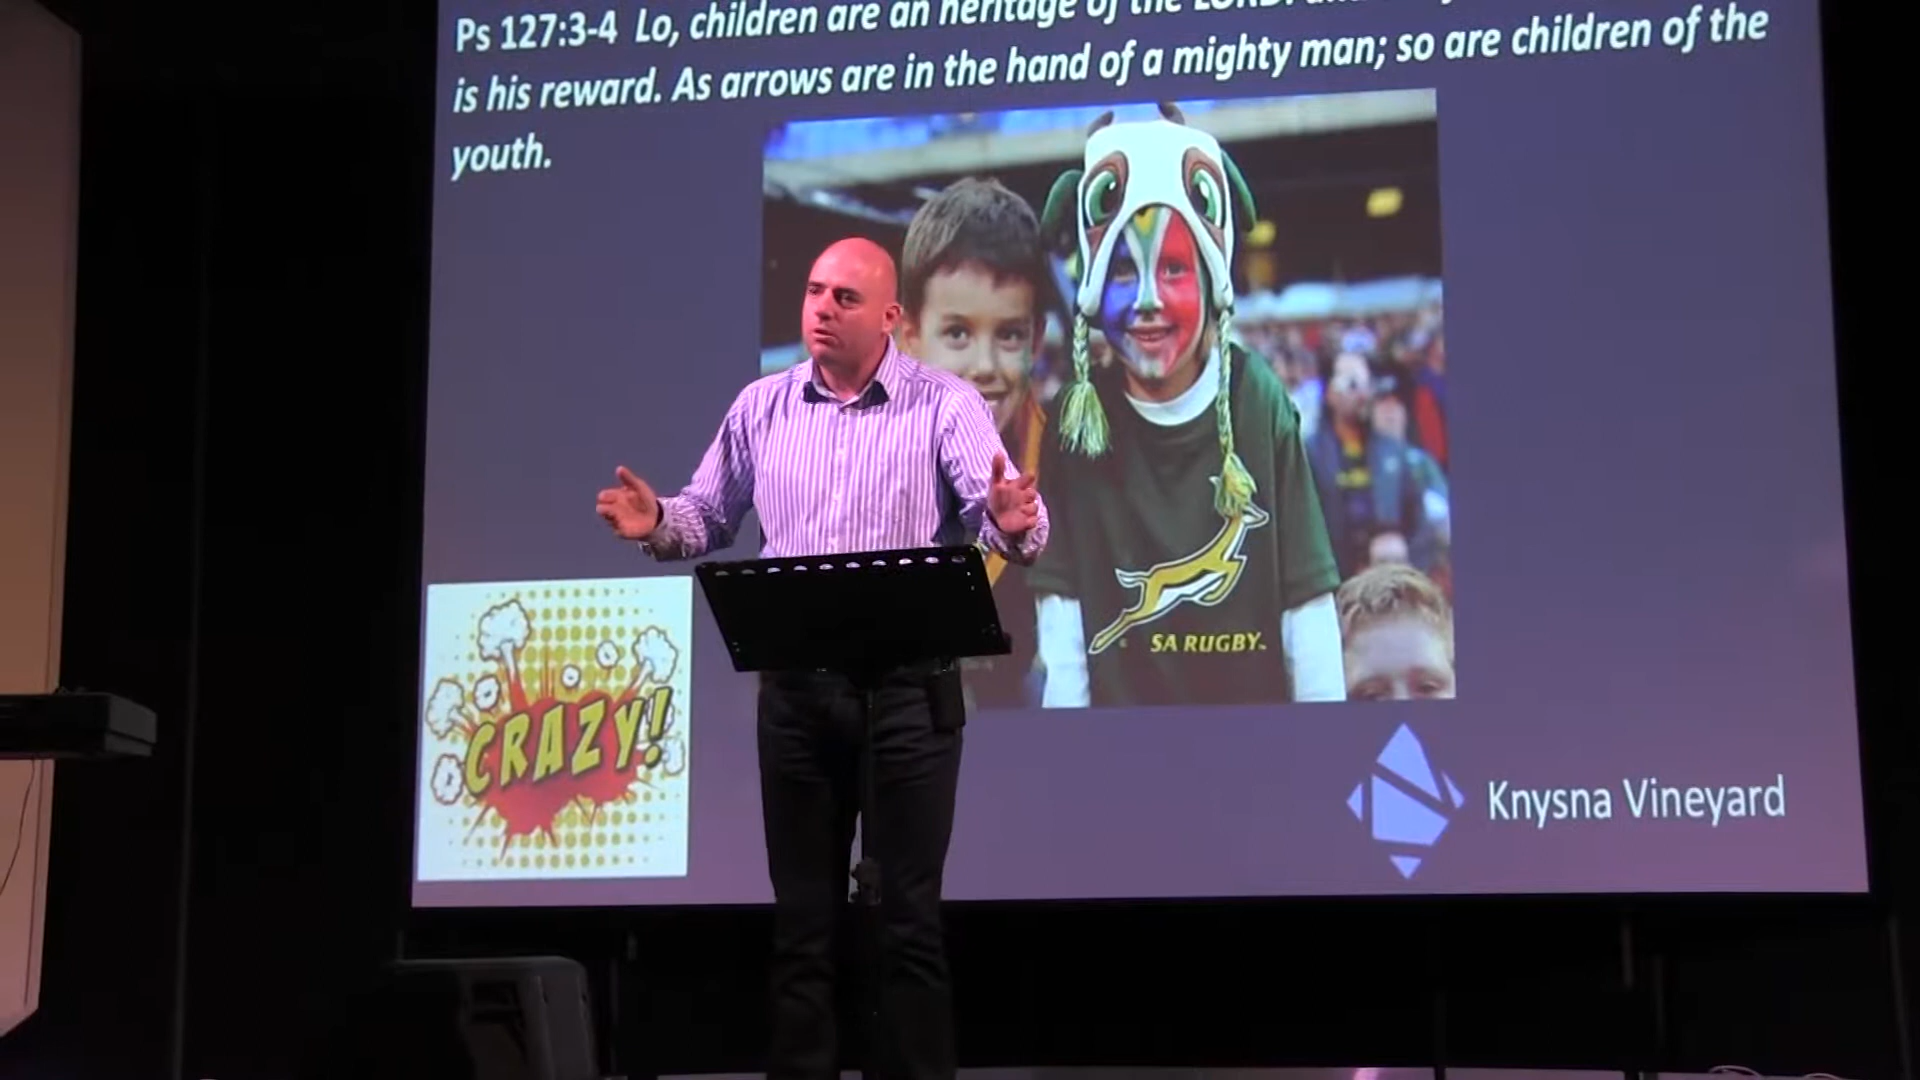 Ps 127:3-4 Lo, children are an heritage of the LORD:
is his reward. As arrows are in the hand of a mighty man; so are children of the
youth.
SA RUGBY
CRAZY!
Knysna Vineyard